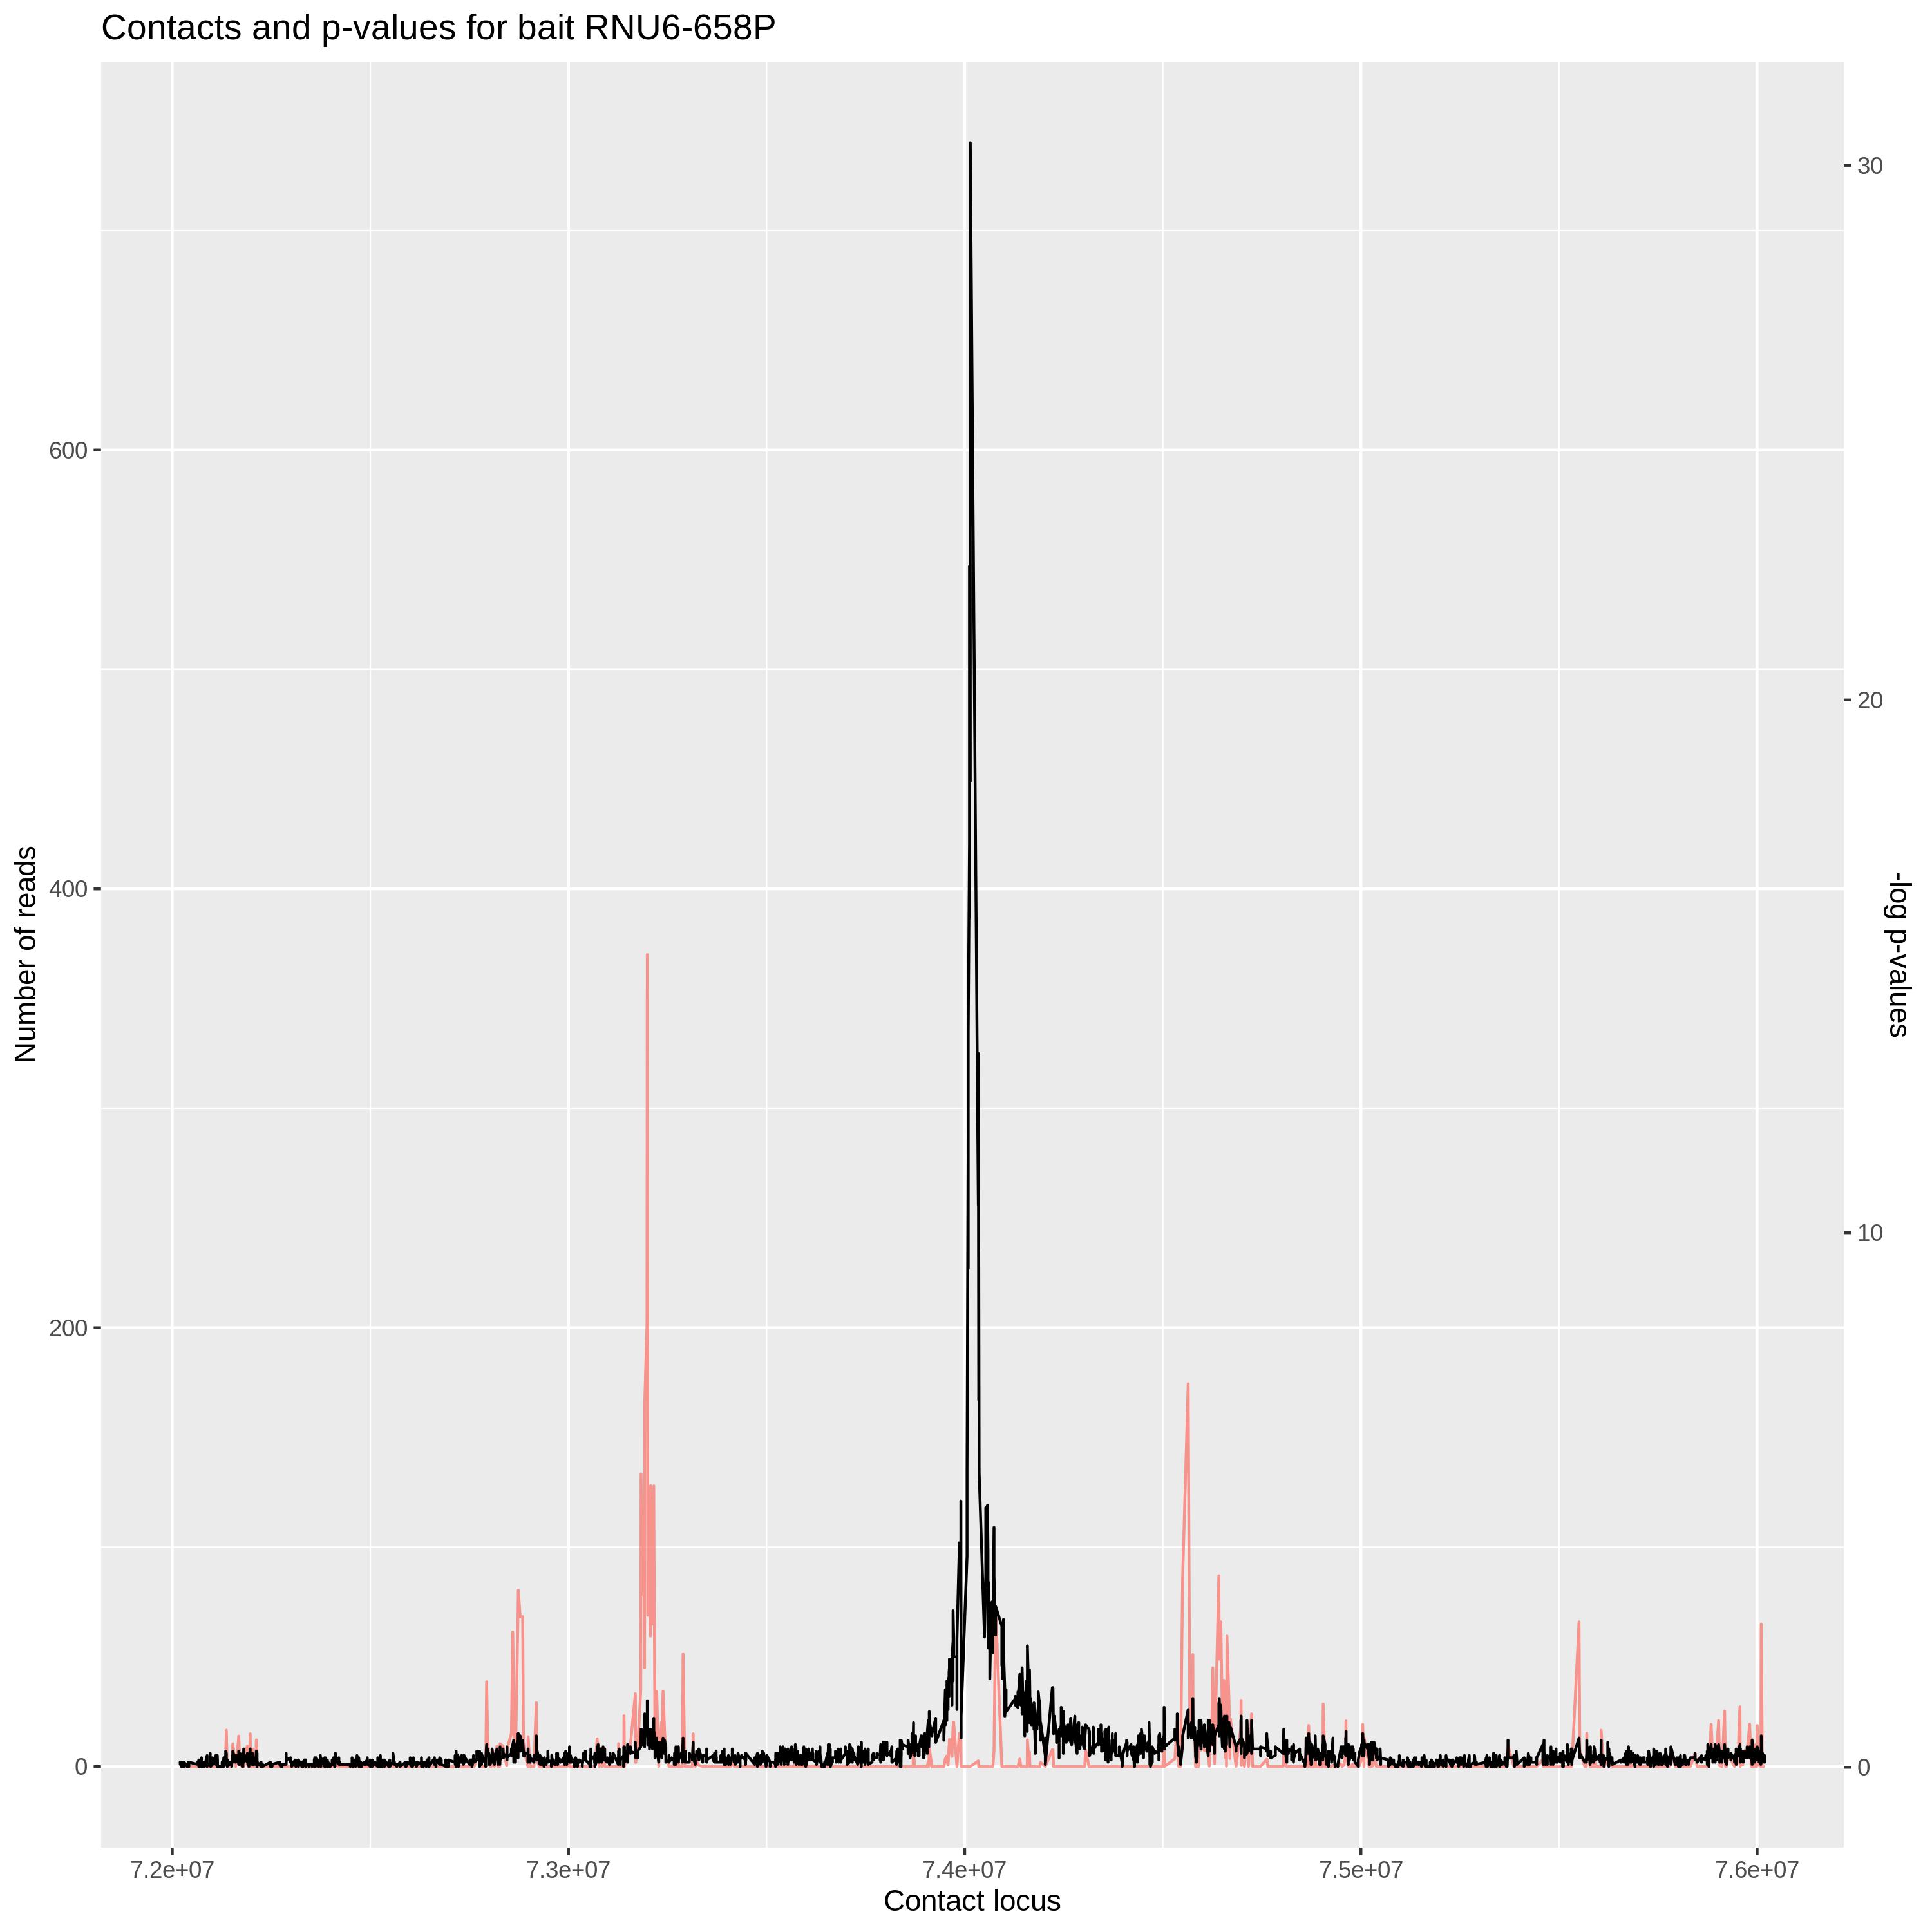 Contacts and p-values for bait RNU6-658P
30
600
20
Number of reads
400
-log p-values
10
200
0
0
7.2e+07
7.3e+07
7.4e+07
7.5e+07
7.6e+07
Contact locus